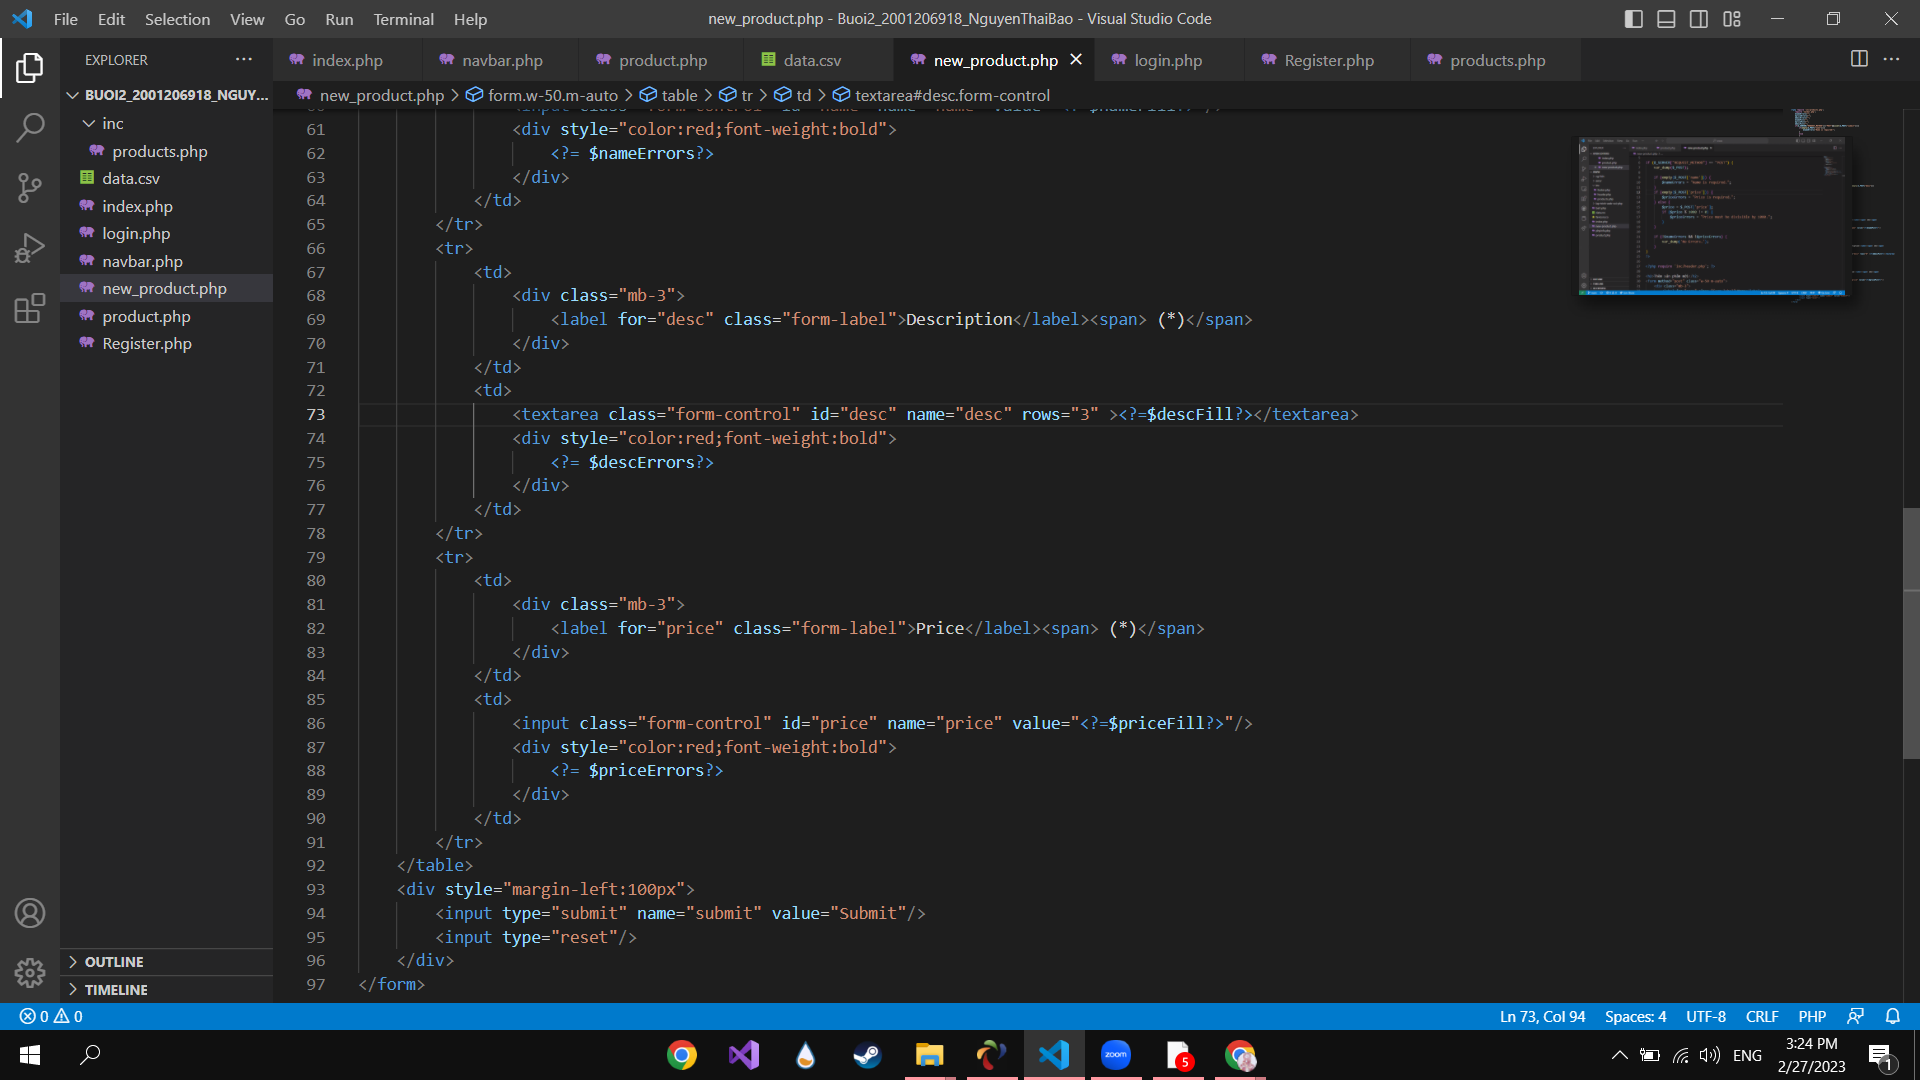 File Edit Selection View Go Run Terminal Help
new_product.php - Buoi2_2001206918_NguyenThaiBao - Visual Studio Code
EXPLORER
index.php navbar.php product.php data.csv new_product.php login.php Register.php products.php
BUOI2_2001206918_NGUY...
inc
products.php
data.csv
index.php
login.php
navbar.php
new_product.php
product.php
Register.php
OUTLINE
TIMELINE
new_product.php > form.w-50.m-auto > table > tr > td > textarea#desc.form-control
61 <div style="color:red;font-weight:bold">
62 <?= $nameErrors?>
63 </div>
64 </td>
65 </tr>
66 <tr>
67 <td>
68 <div class="mb-3">
69 <label for="desc" class="form-label">Description</label><span> (*)</span>
70 </div>
71 </td>
72 <td>
73 <textarea class="form-control" id="desc" name="desc" rows="3" ><?=$descFill?></textarea>
74 <div style="color:red;font-weight:bold">
75 <?= $descErrors?>
76 </div>
77 </td>
78 </tr>
79 <tr>
80 <td>
81 <div class="mb-3">
82 <label for="price" class="form-label">Price</label><span> (*)</span>
83 </div>
84 </td>
85 <td>
86 <input class="form-control" id="price" name="price" value="<?=$priceFill?>"/>
87 <div style="color:red;font-weight:bold">
88 <?= $priceErrors?>
89 </div>
90 </td>
91 </tr>
92 </table>
93 <div style="margin-left:100px">
94 <input type="submit" name="submit" value="Submit"/>
95 <input type="reset"/>
96 </div>
97 </form>
0 0
Ln 73, Col 94 Spaces: 4 UTF-8 CRLF PHP
zoom
5
ENG
3:24 PM
2/27/2023
1